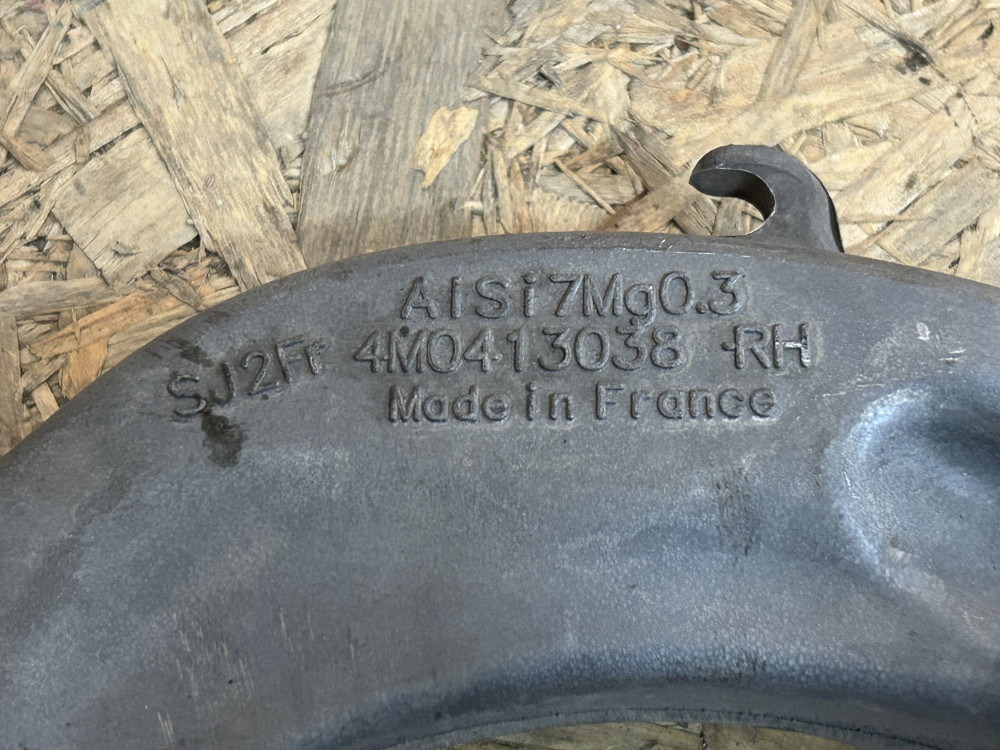 AlSi7Mg0.3
SJ2Fr 4M0413038 RH
Made in France